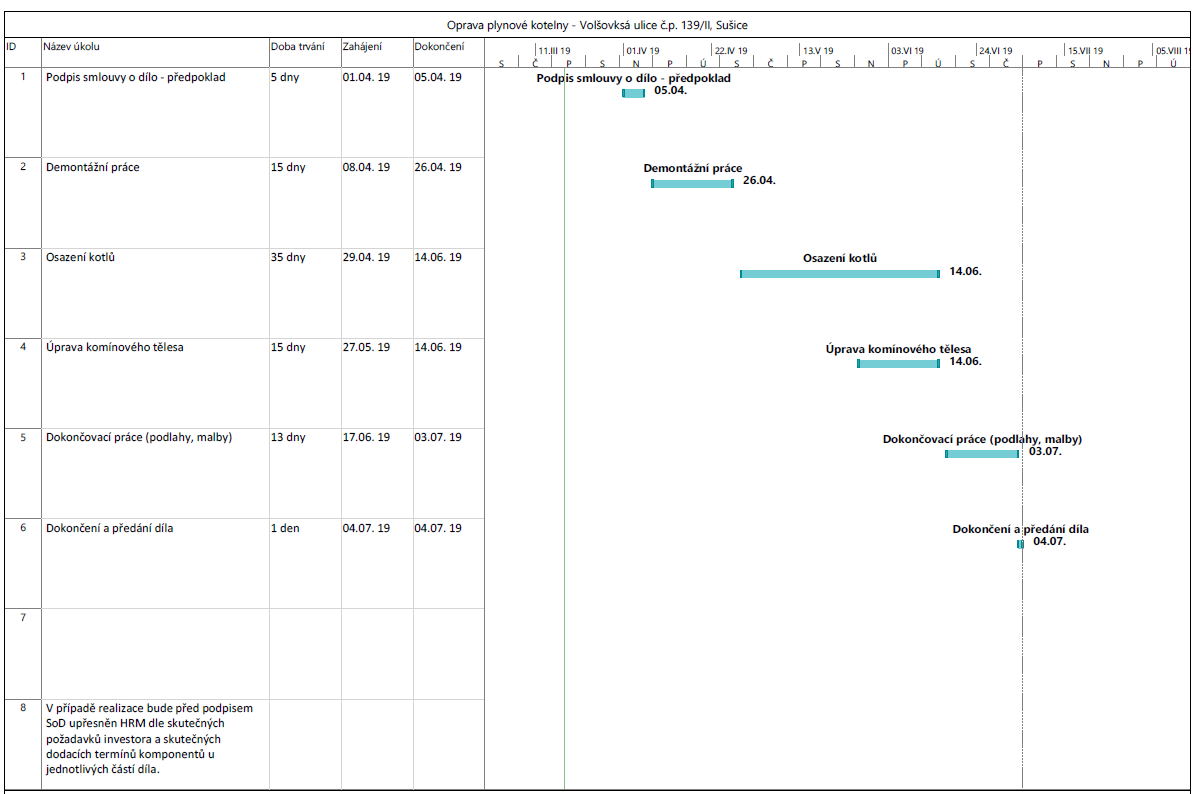 Oprava plynové kotelny - Volšovksá ulice č.p. 139/II, Sušice
ID Název úkolu Doba trvání Zahájení Dokončení
11.III 19 01.IV 19 22.IV 19 13.V 19 03.VI 19 24.VI 19 15.VII 19 05.VIII 19
S Č P S N P Ú S Č P S N P Ú S Č P S N P Ú
1 Podpis smlouvy o dílo - předpoklad 5 dny 01.04. 19 05.04. 19
Podpis smlouvy o dílo - předpoklad
05.04.
2 Demontážní práce 15 dny 08.04. 19 26.04. 19
Demontážní práce
26.04.
3 Osazení kotlů 35 dny 29.04. 19 14.06. 19
Osazení kotlů
14.06.
4 Úprava komínového tělesa 15 dny 27.05. 19 14.06. 19
Úprava komínového tělesa
14.06.
5 Dokončovací práce (podlahy, malby) 13 dny 17.06. 19 03.07. 19
Dokončovací práce (podlahy, malby)
03.07.
6 Dokončení a předání díla 1 den 04.07. 19 04.07. 19
Dokončení a předání díla
04.07.
7
8 V případě realizace bude před podpisem
SoD upřesněn HRM dle skutečných
požadavků investora a skutečných
dodacích termínů komponentů u
jednotlivých částí díla.